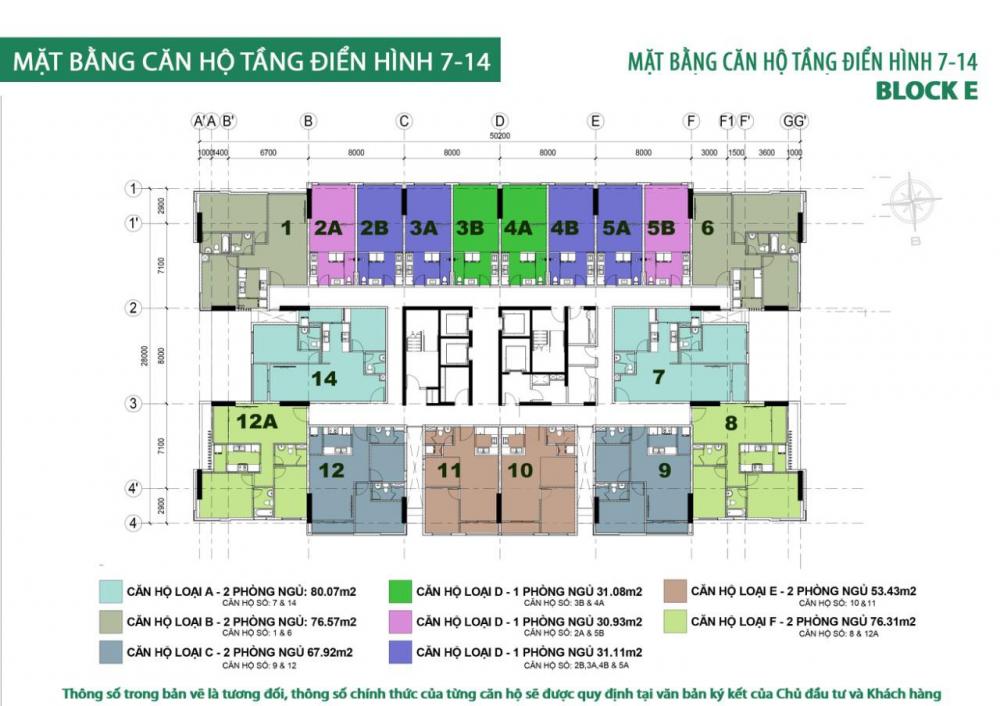 MẶT BẰNG CĂN HỘ TẦNG ĐIỂN HÌNH 7-14
MẶT BẰNG CĂN HỘ TẦNG ĐIỂN HÌNH 7-14
BLOCK E
A' A B' B C D E F F1 F' G G'
50200
1000 1400 6700 8000 8000 8000 8000 3000 1500 3600 1000
1
2900
1'
1 2A 2B 3A 3B 4A 4B 5A 5B 6
B
7100
2
28000
8000
14 7
3
12A 8
7100
12 11 10 9
4'
2900
4
CĂN HỘ LOẠI A - 2 PHÒNG NGỦ: 80.07m2
CĂN HỘ SỐ: 7 & 14
CĂN HỘ LOẠI B - 2 PHÒNG NGỦ: 76.57m2
CĂN HỘ SỐ: 1 & 6
CĂN HỘ LOẠI C - 2 PHÒNG NGỦ 67.92m2
CĂN HỘ SỐ: 9 & 12
CĂN HỘ LOẠI D - 1 PHÒNG NGỦ 31.08m2
CĂN HỘ SỐ: 3B & 4A
CĂN HỘ LOẠI D - 1 PHÒNG NGỦ 30.93m2
CĂN HỘ SỐ: 2A & 5B
CĂN HỘ LOẠI D - 1 PHÒNG NGỦ 31.11m2
CĂN HỘ SỐ: 2B,3A,4B & 5A
CĂN HỘ LOẠI E - 2 PHÒNG NGỦ 53.43m2
CĂN HỘ SỐ: 10 &11
CĂN HỘ LOẠI F - 2 PHÒNG NGỦ 76.31m2
CĂN HỘ SỐ: 8 & 12A
Thông số trong bản vẽ là tương đối, thông số chính thức của từng căn hộ sẽ được quy định tại văn bản ký kết của Chủ đầu tư và Khách hàng